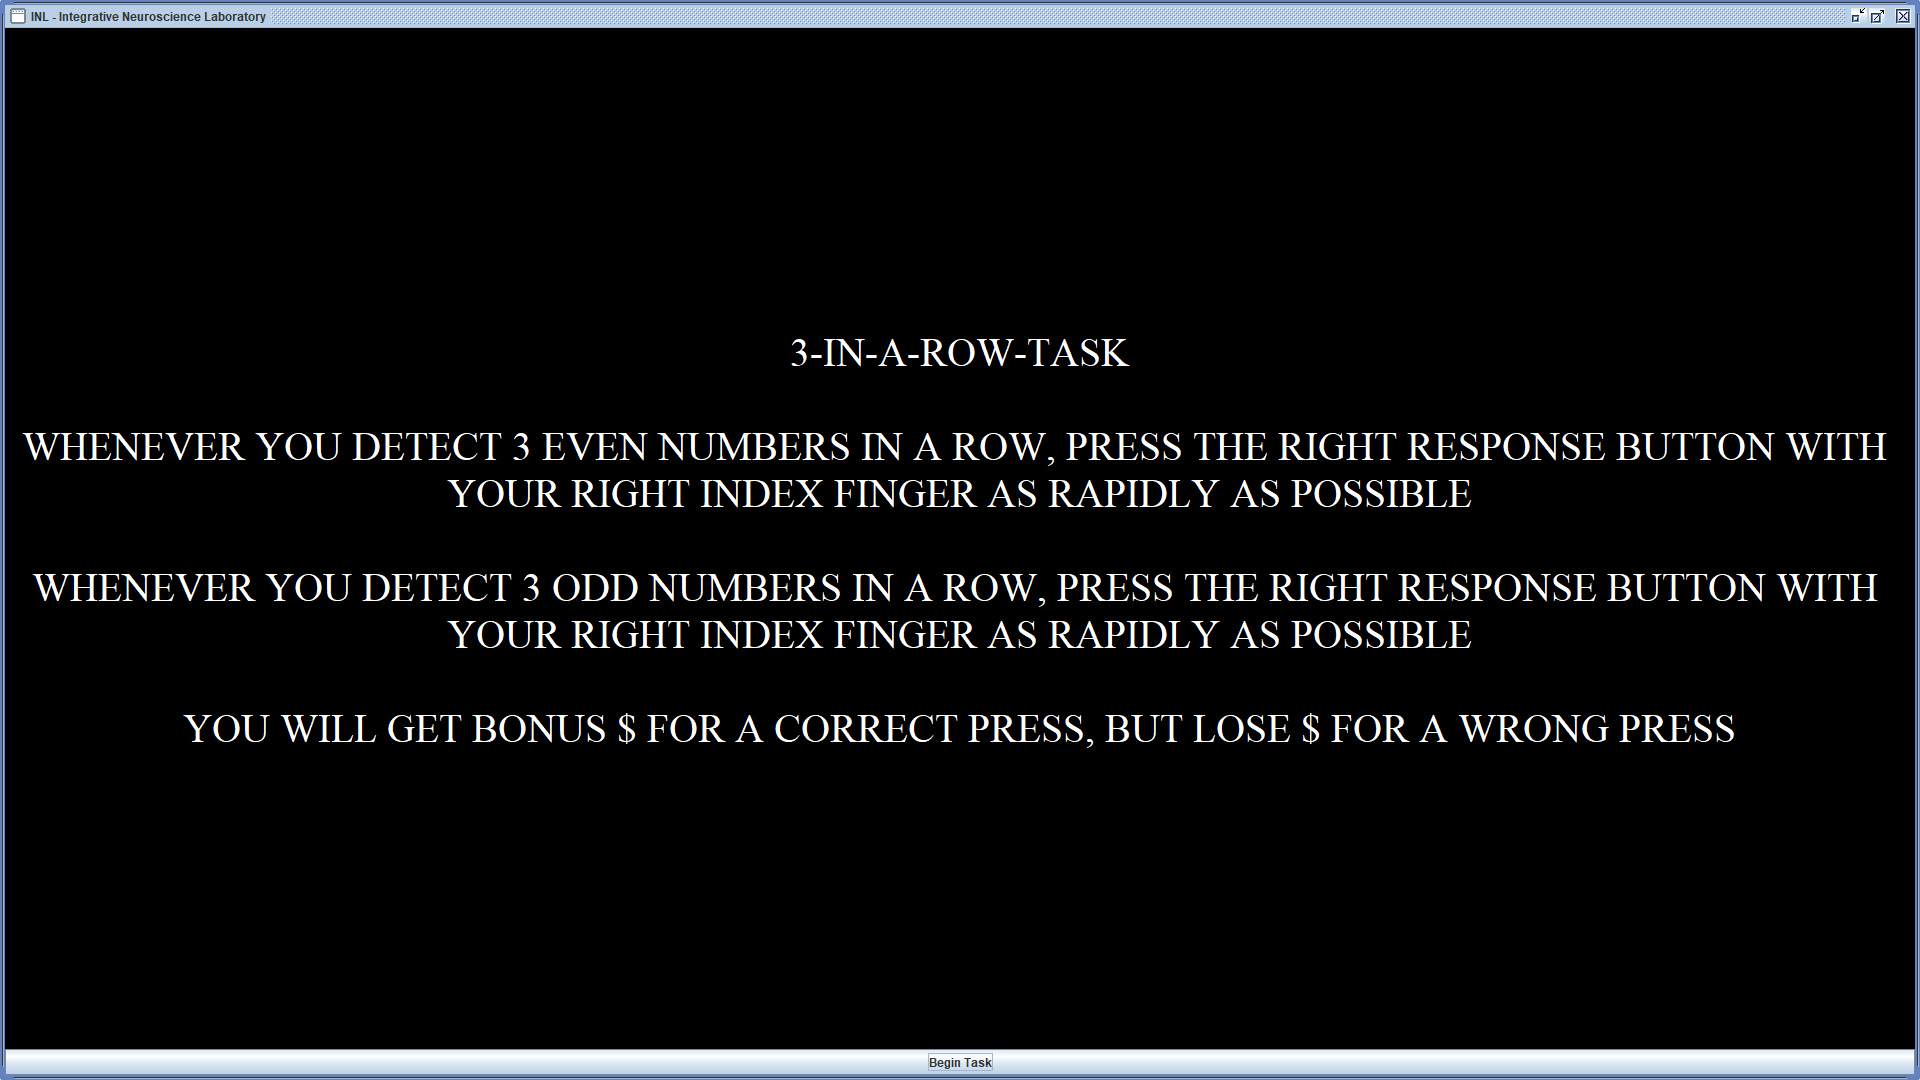 INL - Integrative Neuroscience Laboratory
3-IN-A-ROW-TASK
WHENEVER YOU DETECT 3 EVEN NUMBERS IN A ROW, PRESS THE RIGHT RESPONSE BUTTON WITH
YOUR RIGHT INDEX FINGER AS RAPIDLY AS POSSIBLE
WHENEVER YOU DETECT 3 ODD NUMBERS IN A ROW, PRESS THE RIGHT RESPONSE BUTTON WITH
YOUR RIGHT INDEX FINGER AS RAPIDLY AS POSSIBLE
YOU WILL GET BONUS $ FOR A CORRECT PRESS, BUT LOSE $ FOR A WRONG PRESS
Begin Task